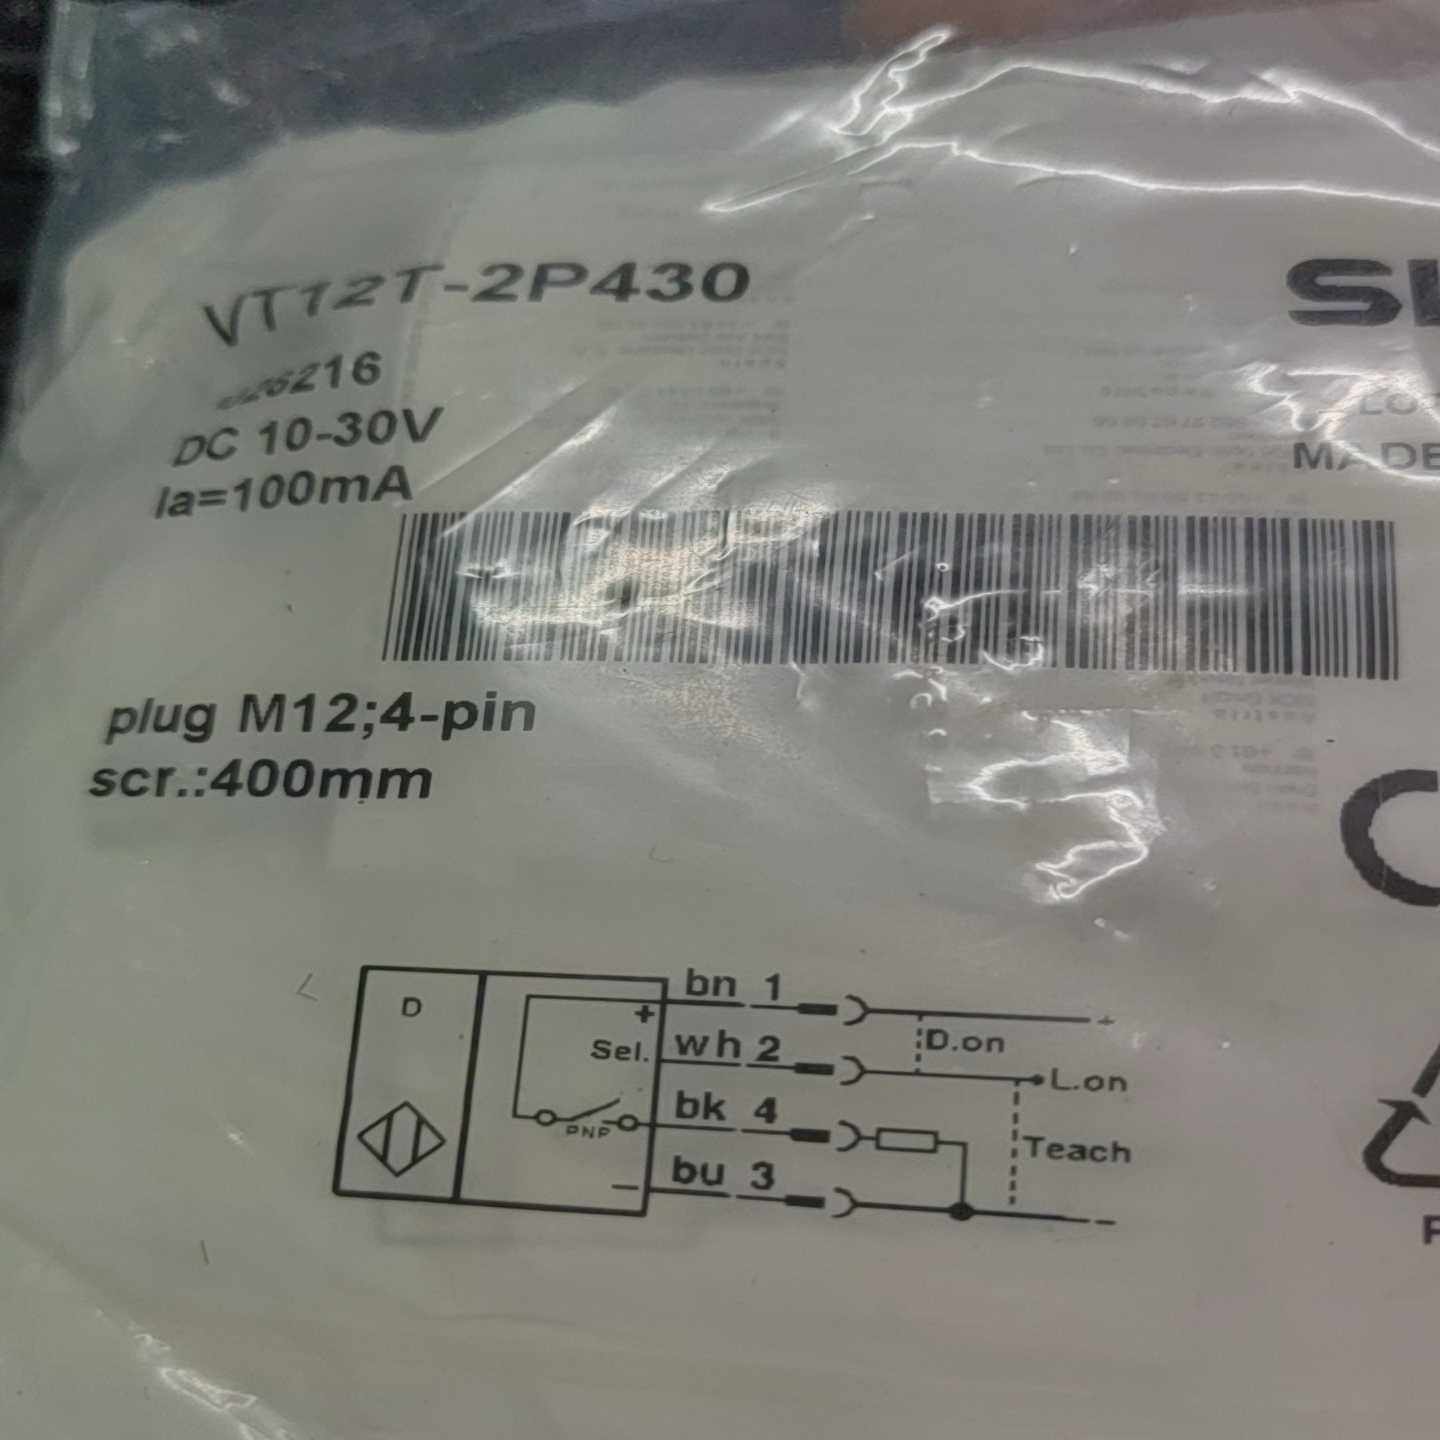 VT12T-2P430
DC 10-30V
Ia=100mA
MADE
plug M12;4-pin
scr.:400mm
D
bn 1
+
+
D.on
Sel.
wh 2
L.on
bk 4
PNP
Teach
bu 3
−
−